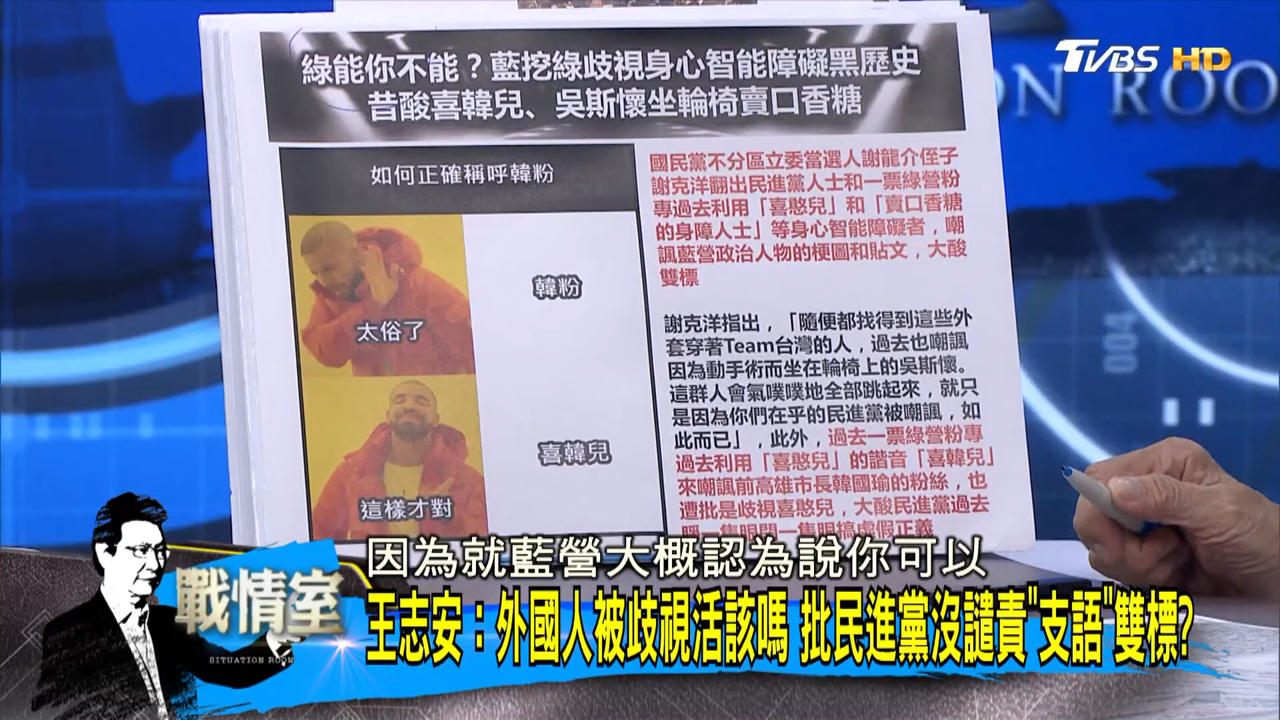 綠能你不能？藍挖綠歧視身心智能障礙黑歷史
昔酸喜韓兒、吳斯懷坐輪椅賣口香糖
TVBS HD
ON ROO
如何正確稱呼韓粉
太俗了
韓粉
這樣才對
喜韓兒
國民黨不分區立委當選人謝龍介侄子
謝克洋翻出民進黨人士和一票綠營粉
專過去利用「喜憨兒」和「賣口香糖
的身障人士」等身心智能障礙者，嘲
諷藍營政治人物的梗圖和貼文，大酸
雙標
謝克洋指出，「隨便都找得到這些外
套穿著Team台灣的人，過去也嘲諷
因為動手術而坐在輪椅上的吳斯懷。
這群人會氣噗噗地全部跳起來，就只
是因為你們在乎的民進黨被嘲諷，如
此而已」，此外，過去一票綠營粉專
過去利用「喜憨兒」的諧音「喜韓兒」
來嘲諷前高雄市長韓國瑜的粉絲，也
遭批是歧視喜憨兒，大酸民進黨過去
睜一隻眼閉一隻眼搞虛假正義
004
因為就藍營大概認為說你可以
戰情室
SITUATION ROOM
王志安：外國人被歧視活該嗎 批民進黨沒譴責"支語"雙標?